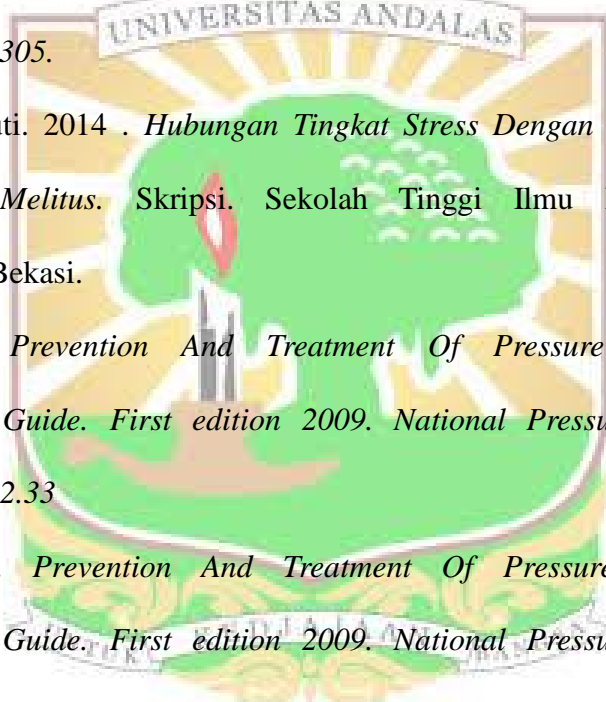 UNIVERSITAS ANDALAS
305.
uti. 2014 . Hubungan Tingkat Stress Dengan
Melitus. Skripsi. Sekolah Tinggi Ilmu
Bekasi.
Prevention And Treatment Of Pressure
Guide. First edition 2009. National Pressu
2.33
Prevention And Treatment Of Pressure
Guide. First edition 2009. National Pressu